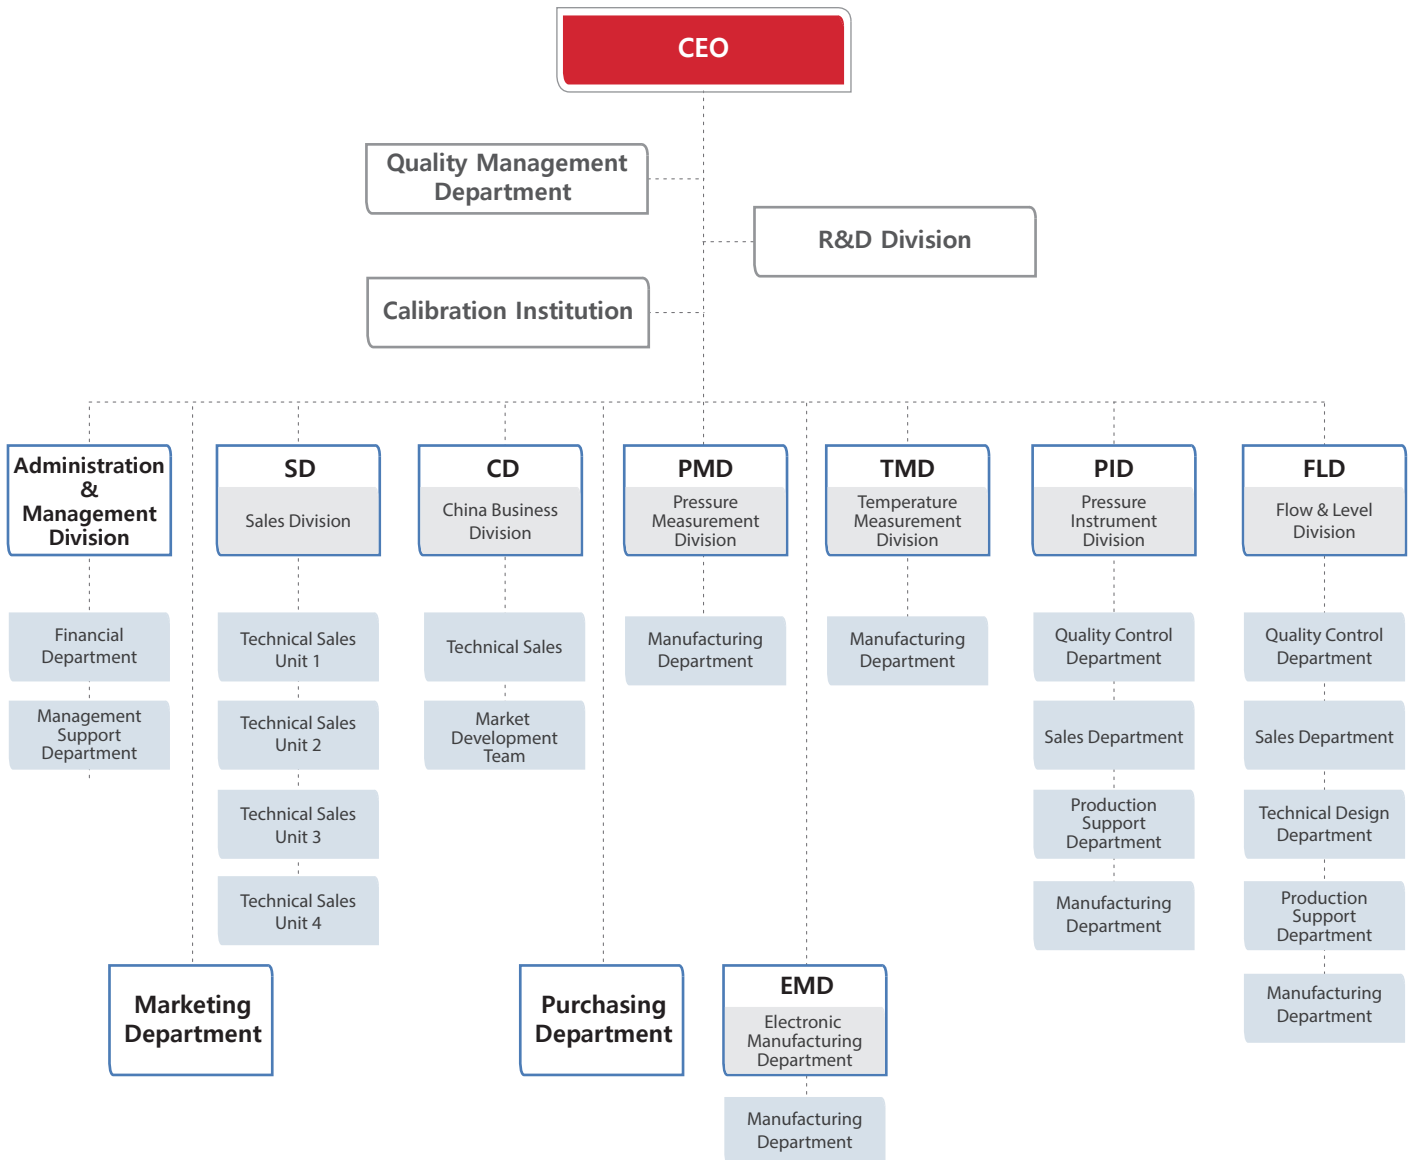 CEO
Quality Management
Department
R&D Division
Calibration Institution
Administration
&
Management
Division
SD
Sales Division
CD
China Business
Division
PMD
Pressure
Measurement
Division
TMD
Temperature
Measurement
Division
PID
Pressure
Instrument
Division
FLD
Flow & Level
Division
Financial
Department
Management
Support
Department
Technical Sales
Unit 1
Technical Sales
Unit 2
Technical Sales
Unit 3
Technical Sales
Unit 4
Technical Sales
Market
Development
Team
Manufacturing
Department
Manufacturing
Department
Quality Control
Department
Sales Department
Production
Support
Department
Manufacturing
Department
Quality Control
Department
Sales Department
Technical Design
Department
Production
Support
Department
Manufacturing
Department
Marketing
Department
Purchasing
Department
EMD
Electronic
Manufacturing
Department
Manufacturing
Department